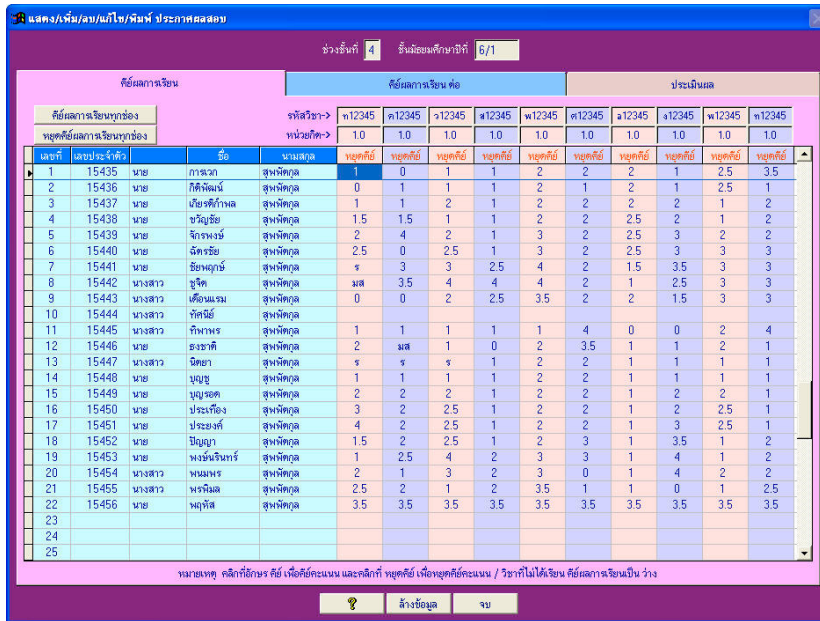 แสดง/เพิ่ม/ลบ/แก้ไข/พิมพ์ ประกาศผลสอบ
ช่วงชั้นที่ 4 ชั้นมัธยมศึกษาปีที่ 6/1
คีย์ผลการเรียน คีย์ผลการเรียน ต่อ ประเมินผล
คีย์ผลการเรียนทุกช่อง รหัสวิชา-> ท12345 ค12345 ว12345 ส12345 พ12345 ศ12345 อ12345 ง12345 พ12345 ท12345
หยุดคีย์ผลการเรียนทุกช่อง หน่วยกิต-> 1.0 1.0 1.0 1.0 1.0 1.0 1.0 1.0 1.0 1.0
เลขที่ เลขประจำตัว ชื่อ นามสกุล หยุดคีย์ หยุดคีย์ หยุดคีย์ หยุดคีย์ หยุดคีย์ หยุดคีย์ หยุดคีย์ หยุดคีย์ หยุดคีย์ หยุดคีย์
1 15435 นาย การเวก สุพพัตกุล 1 0 1 1 2 2 2 1 2.5 3.5
2 15436 นาย กิติพัฒน์ สุพพัตกุล 0 1 1 1 2 1 2 1 2.5 1
3 15437 นาย เกียรติกำพล สุพพัตกุล 1 1 2 1 2 2 2 2 1 2
4 15438 นาย ขวัญชัย สุพพัตกุล 1.5 1.5 1 1 2 2 2.5 2 2 2
5 15439 นาย จักรพงษ์ สุพพัตกุล 2 4 2 1 3 2 2.5 3 2 2
6 15440 นาย ฉัตรชัย สุพพัตกุล 2.5 0 2.5 1 3 2 2.5 3 3 3
7 15441 นาย ชัยพฤกษ์ สุพพัตกุล ร 3 3 2.5 4 2 1.5 3.5 3 3
8 15442 นางสาว ชูจิต สุพพัตกุล มส 3.5 4 4 4 2 1 2.5 3 3
9 15443 นางสาว เดือนแรม สุพพัตกุล 0 0 2 2.5 3.5 2 2 1.5 3 3
10 15444 นางสาว ทัศนีย์ สุพพัตกุล
11 15445 นางสาว ทิพาพร สุพพัตกุล 1 1 1 1 1 4 0 0 2 4
12 15446 นาย ธงชาติ สุพพัตกุล 2 มส 1 0 2 3.5 1 1 2 1
13 15447 นางสาว นิตยา สุพพัตกุล ร ร ร 1 2 2 1 1 1 1
14 15448 นาย บุญชู สุพพัตกุล 1 1 1 1 2 2 1 1 1 1
15 15449 นาย บุญรอด สุพพัตกุล 2 2 2 1 2 2 1 2 2 1
16 15450 นาย ประเทือง สุพพัตกุล 3 2 2.5 1 2 2 1 2 2.5 1
17 15451 นาย ประยงค์ สุพพัตกุล 4 2 2.5 1 2 2 1 3 2.5 1
18 15452 นาย ปัญญา สุพพัตกุล 1.5 2 2.5 1 2 3 1 3.5 1 2
19 15453 นาย พงษ์นรินทร์ สุพพัตกุล 1 2.5 4 2 3 3 1 4 1 2
20 15454 นางสาว พนมพร สุพพัตกุล 2 1 3 2 3 0 1 4 2 2
21 15455 นางสาว พรพิมล สุพพัตกุล 2.5 2 1 2 3.5 1 1 0 1 2.5
22 15456 นาย พฤหัส สุพพัตกุล 3.5 3.5 3.5 3.5 3.5 3.5 3.5 3.5 3.5 3.5
23
24
25
หมายเหตุ คลิกที่อักษร คีย์ เพื่อคีย์คะแนน และคลิกที่ หยุดคีย์ เพื่อหยุดคีย์คะแนน / วิชาที่ไม่ได้เรียน คีย์ผลการเรียนเป็น ว่าง
? ล้างข้อมูล จบ